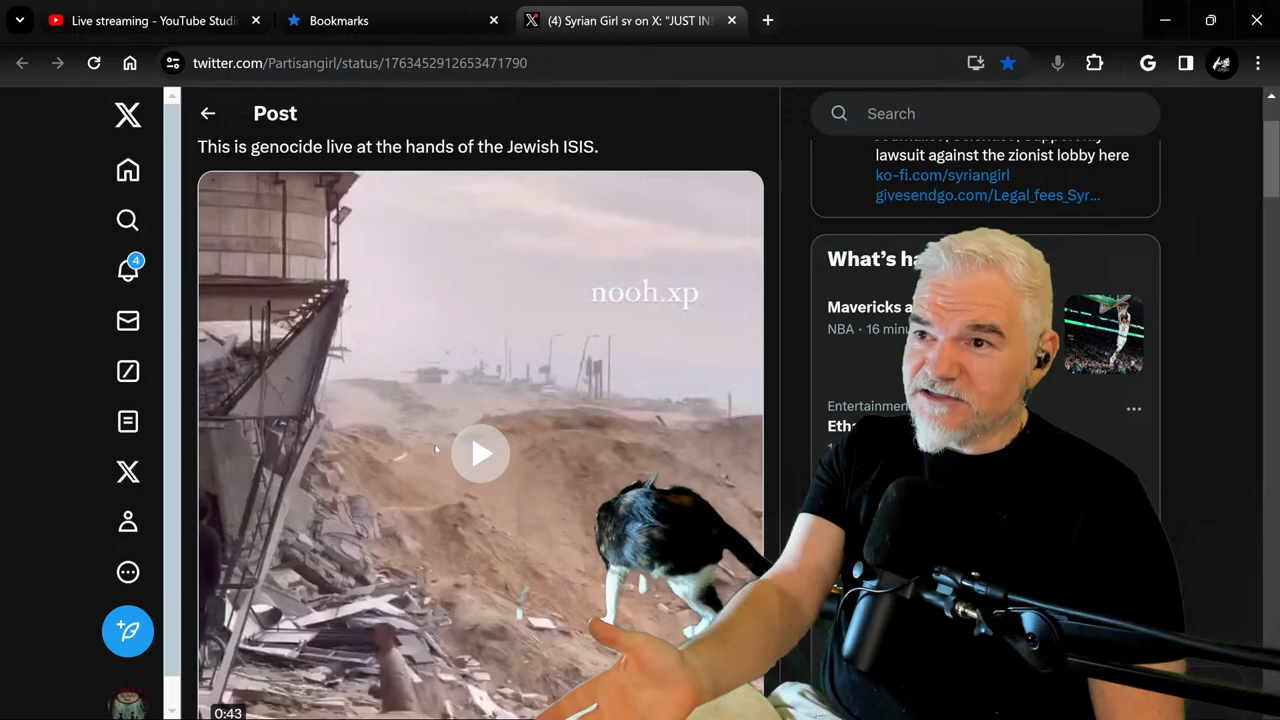 Live streaming - YouTube Studi
Bookmarks
(4) Syrian Girl sv on X: "JUST IN!
twitter.com/Partisangirl/status/1763452912653471790
G
Post
Search
4
This is genocide live at the hands of the Jewish ISIS.
lawsuit against the zionist lobby here
ko-fi.com/syriangirl
givesendgo.com/Legal_fees_Syr...
What's ha
nooh.xp
Mavericks a
NBA · 16 minu
Entertainmen
Etha
0:43